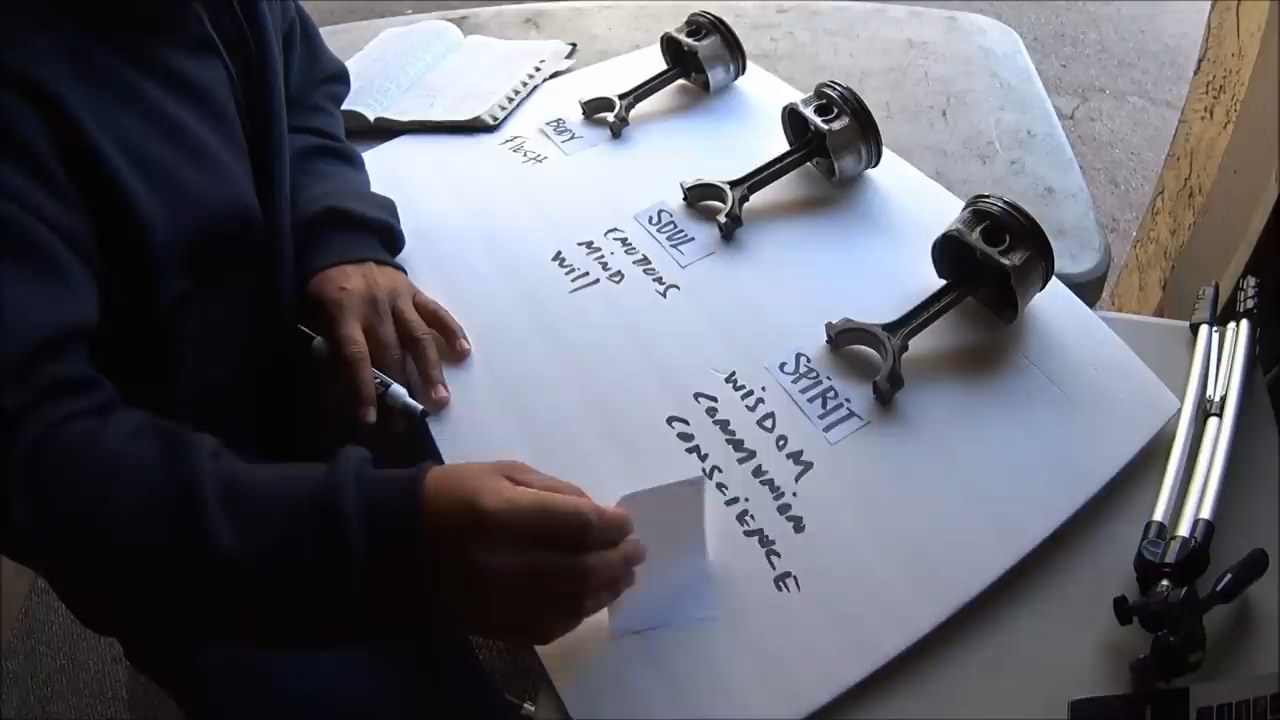 BODY
FLESH
SOUL
EMOTIONS
MIND
Will
SPIRIT
WISDOM
COMMUNION
CONSCIENCE